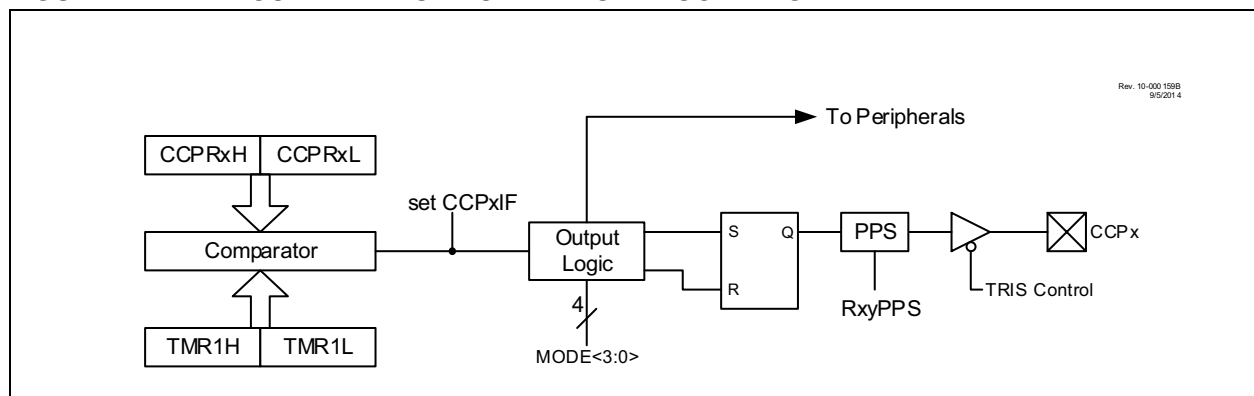 Rev. 10-000 159B
9/5/2014
To Peripherals
CCPRxH CCPRxL
set CCPxIF
Comparator
Output
Logic
S Q
R
PPS
CCPx
TRIS Control
RxyPPS
4
MODE<3:0>
TMR1H TMR1L